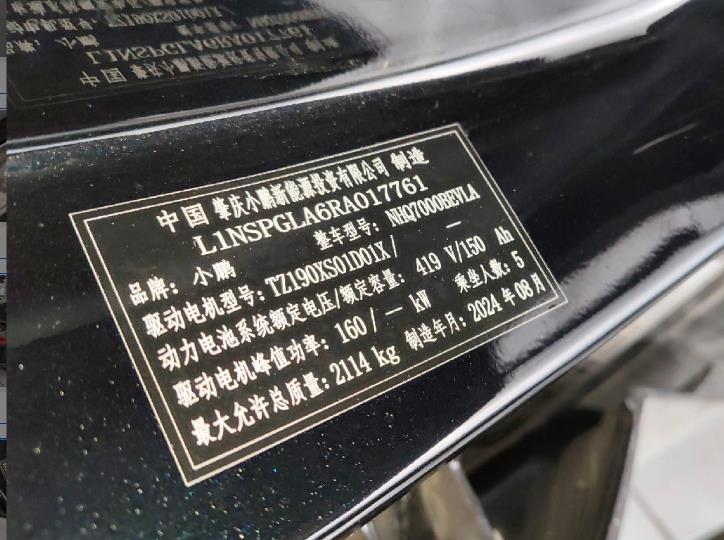 中国 肇庆小鹏新能源投资有限公司 制造
L1NSPGLA6RA017761
品牌：小鹏 整车型号：NHQ7000BEVLA
驱动电机型号：TZ190XS01D01X/ —
动力电池系统额定电压/额定容量：419 V/150 Ah
驱动电机峰值功率：160/— kW 乘坐人数：5
最大允许总质量：2114 kg 制造年月：2024 年 08 月